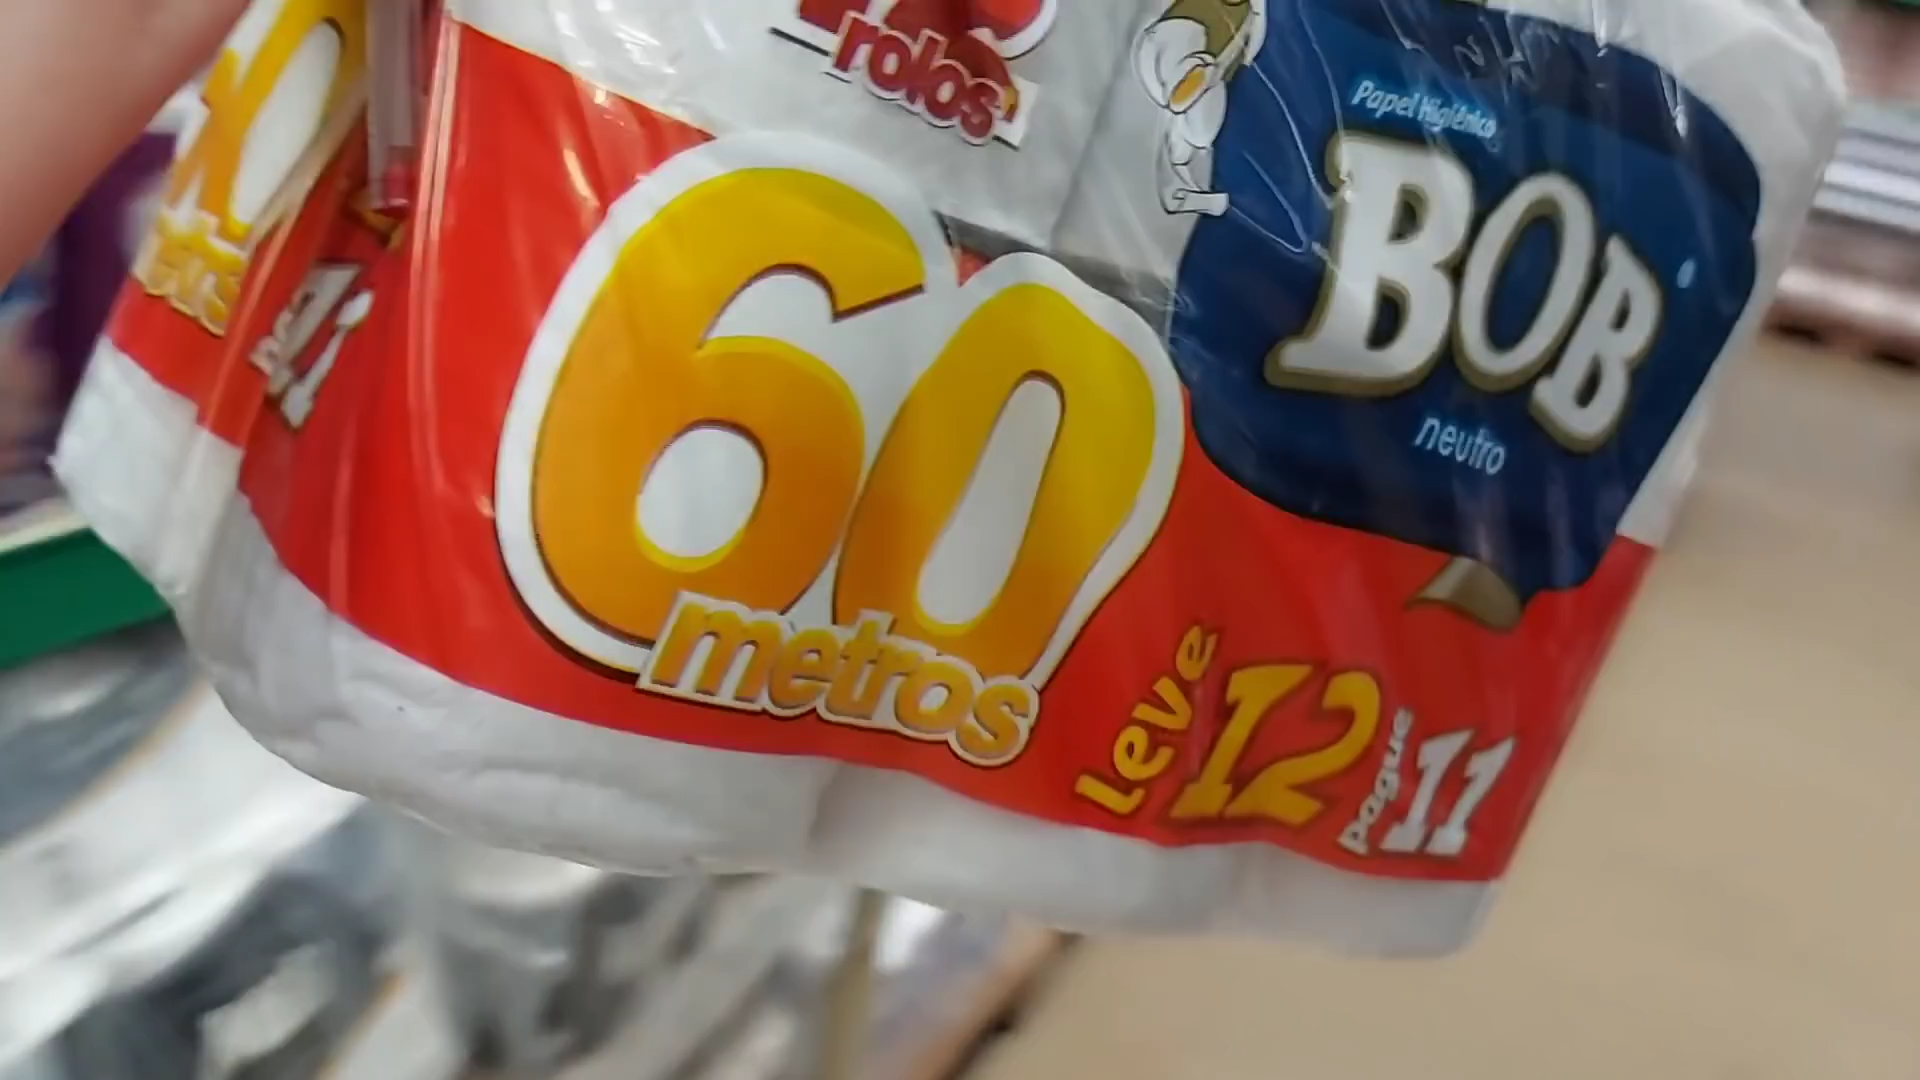 rolos
Papel Higiênico
BOB
neutro
60
metros
Leve 12 pague 11